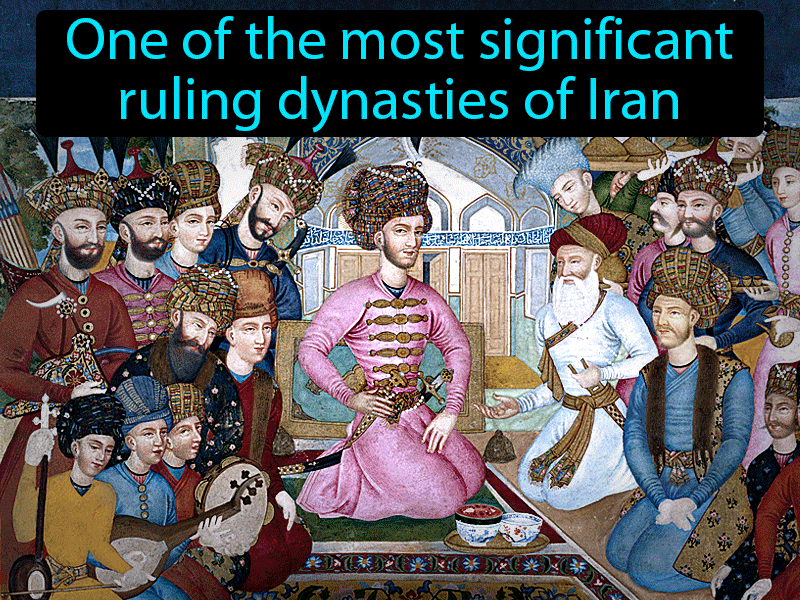 One of the most significant
ruling dynasties of Iran